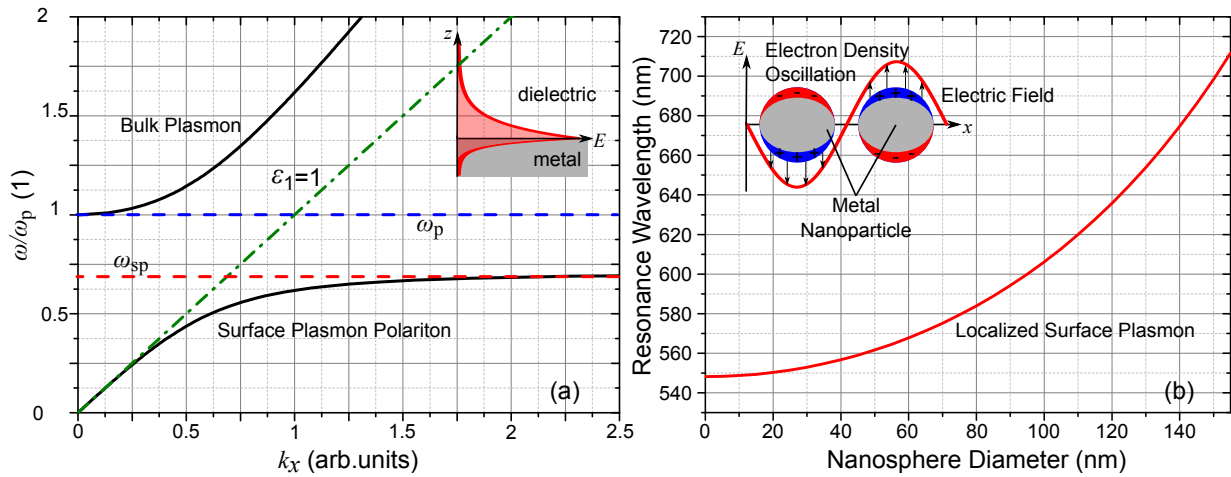 2
1.5
1
0.5
0
ω/ωp (1)
0
0.5
1
1.5
2
2.5
kx (arb.units)
Bulk Plasmon
ε1=1
ωp
ωsp
Surface Plasmon Polariton
z
dielectric
E
metal
(a)
720
700
680
660
640
620
600
580
560
540
Resonance Wavelength (nm)
0
20
40
60
80
100
120
140
Nanosphere Diameter (nm)
E
Electron Density
Oscillation
Electric Field
x
- - -
+ + +
+ + +
- - -
Metal
Nanoparticle
Localized Surface Plasmon
(b)